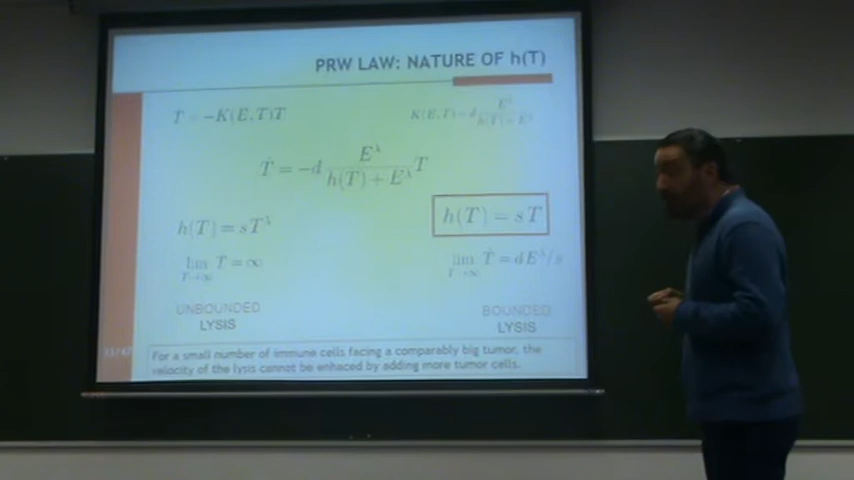 PRW LAW: NATURE OF h(T)
Ṫ = −K(E,T)T
K(E,T) = d E^λ / (h(T) + E^λ)
Ṫ = −d E^λ / (h(T) + E^λ) T
h(T) = sT^λ
h(T) = sT
lim T→∞ Ṫ = ∞
lim T→∞ Ṫ = dE^λ/s
UNBOUNDED
LYSIS
BOUNDED
LYSIS
For a small number of immune cells facing a comparably big tumor, the
velocity of the lysis cannot be enhaced by adding more tumor cells.